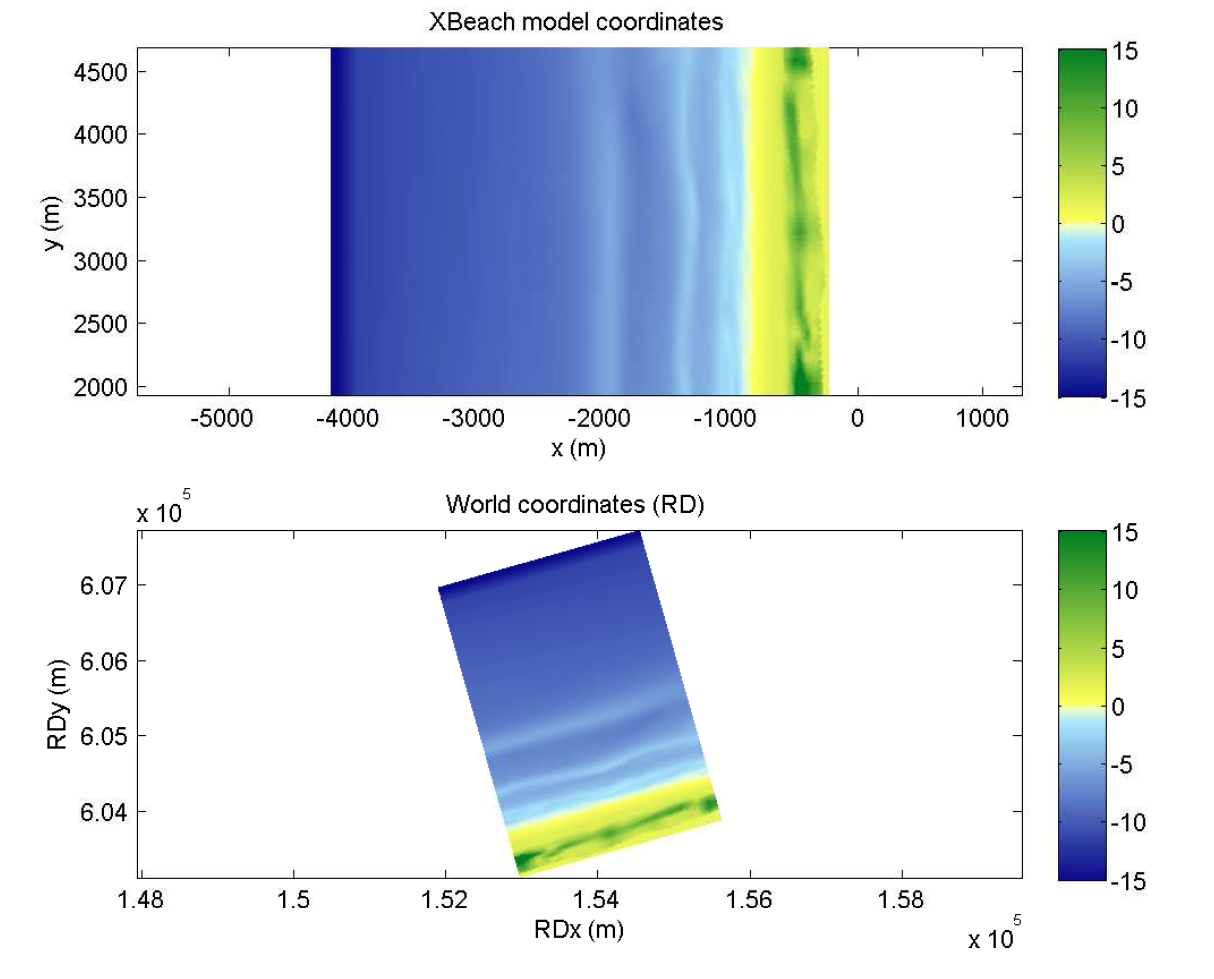 XBeach model coordinates
y (m)
4500
4000
3500
3000
2500
2000
-5000 -4000 -3000 -2000 -1000 0 1000
x (m)
15
10
5
0
-5
-10
-15
World coordinates (RD)
x 10^5
RDy (m)
6.07
6.06
6.05
6.04
1.48 1.5 1.52 1.54 1.56 1.58
RDx (m)
x 10^5
15
10
5
0
-5
-10
-15